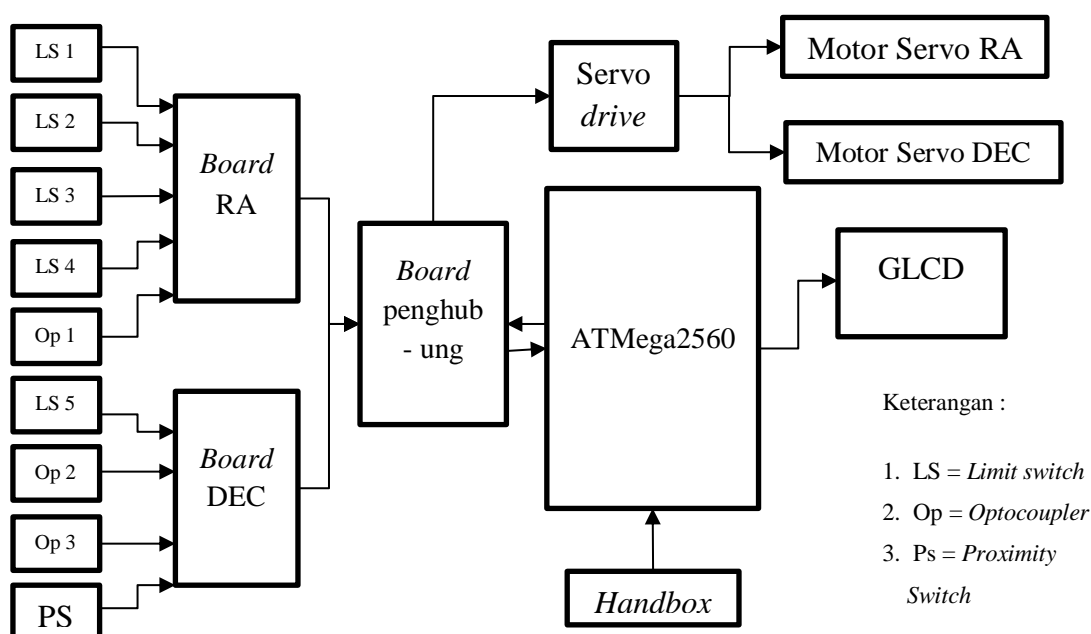 LS 1
LS 2
LS 3
LS 4
Op 1
LS 5
Op 2
Op 3
PS
Board
RA
Board
DEC
Board
penghub
- ung
Servo
drive
Motor Servo RA
Motor Servo DEC
ATMega2560
GLCD
Handbox
Keterangan :
1. LS = Limit switch
2. Op = Optocoupler
3. Ps = Proximity
Switch